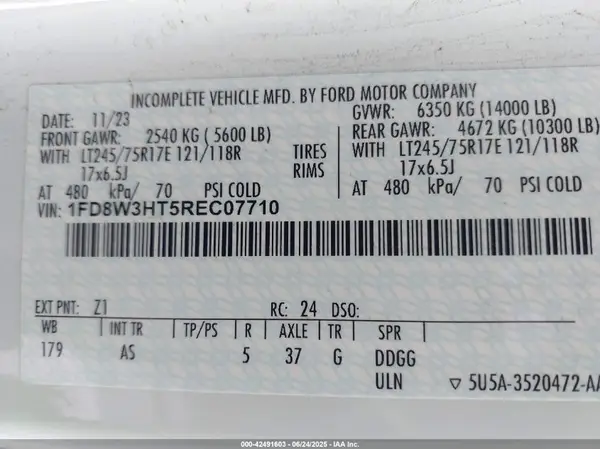 INCOMPLETE VEHICLE MFD. BY FORD MOTOR COMPANY
DATE: 11/23 GVWR: 6350 KG (14000 LB)
FRONT GAWR: 2540 KG ( 5600 LB) REAR GAWR: 4672 KG (10300 LB)
WITH LT245/75R17E 121/118R TIRES WITH LT245/75R17E 121/118R
17x6.5J RIMS 17x6.5J
AT 480 kPa/ 70 PSI COLD AT 480 kPa/ 70 PSI COLD
VIN: 1FD8W3HT5REC07710
EXT PNT: Z1 RC: 24 DSO:
WB INT TR TP/PS R AXLE TR SPR
179 AS 5 37 G DDGG
ULN ▽ 5U5A-3520472-AA
000-42491603 - 06/24/2025 - IAA Inc.